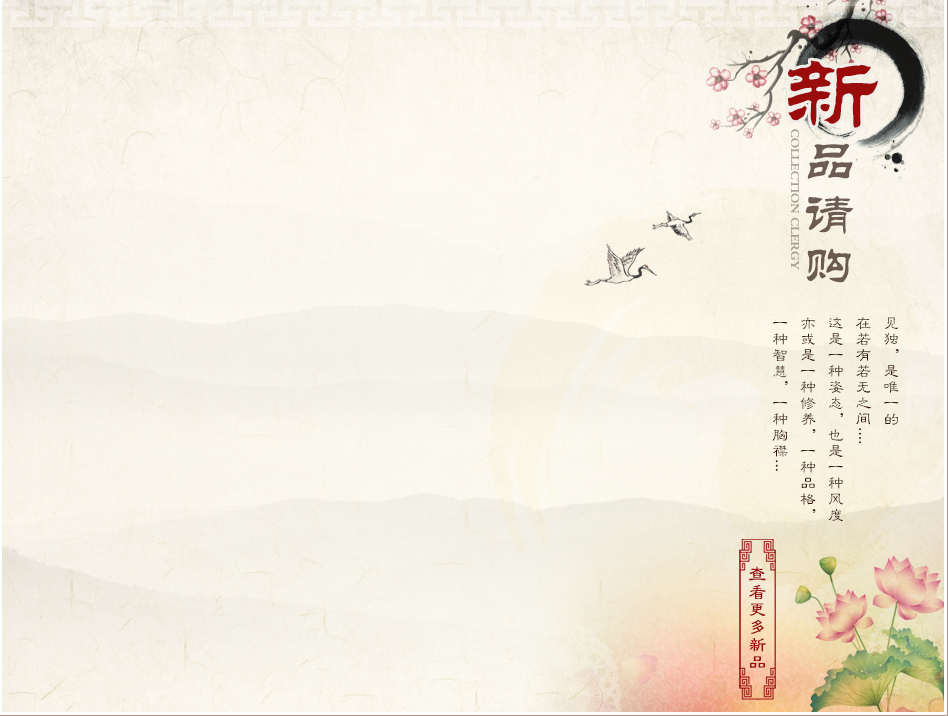 新品请购
COLLECTION CLERGY
见独，是唯一的
在若有若无之间……
这是一种姿态，也是一种风度
亦或是一种修养，一种品格，
一种智慧，一种胸襟…
查看更多新品